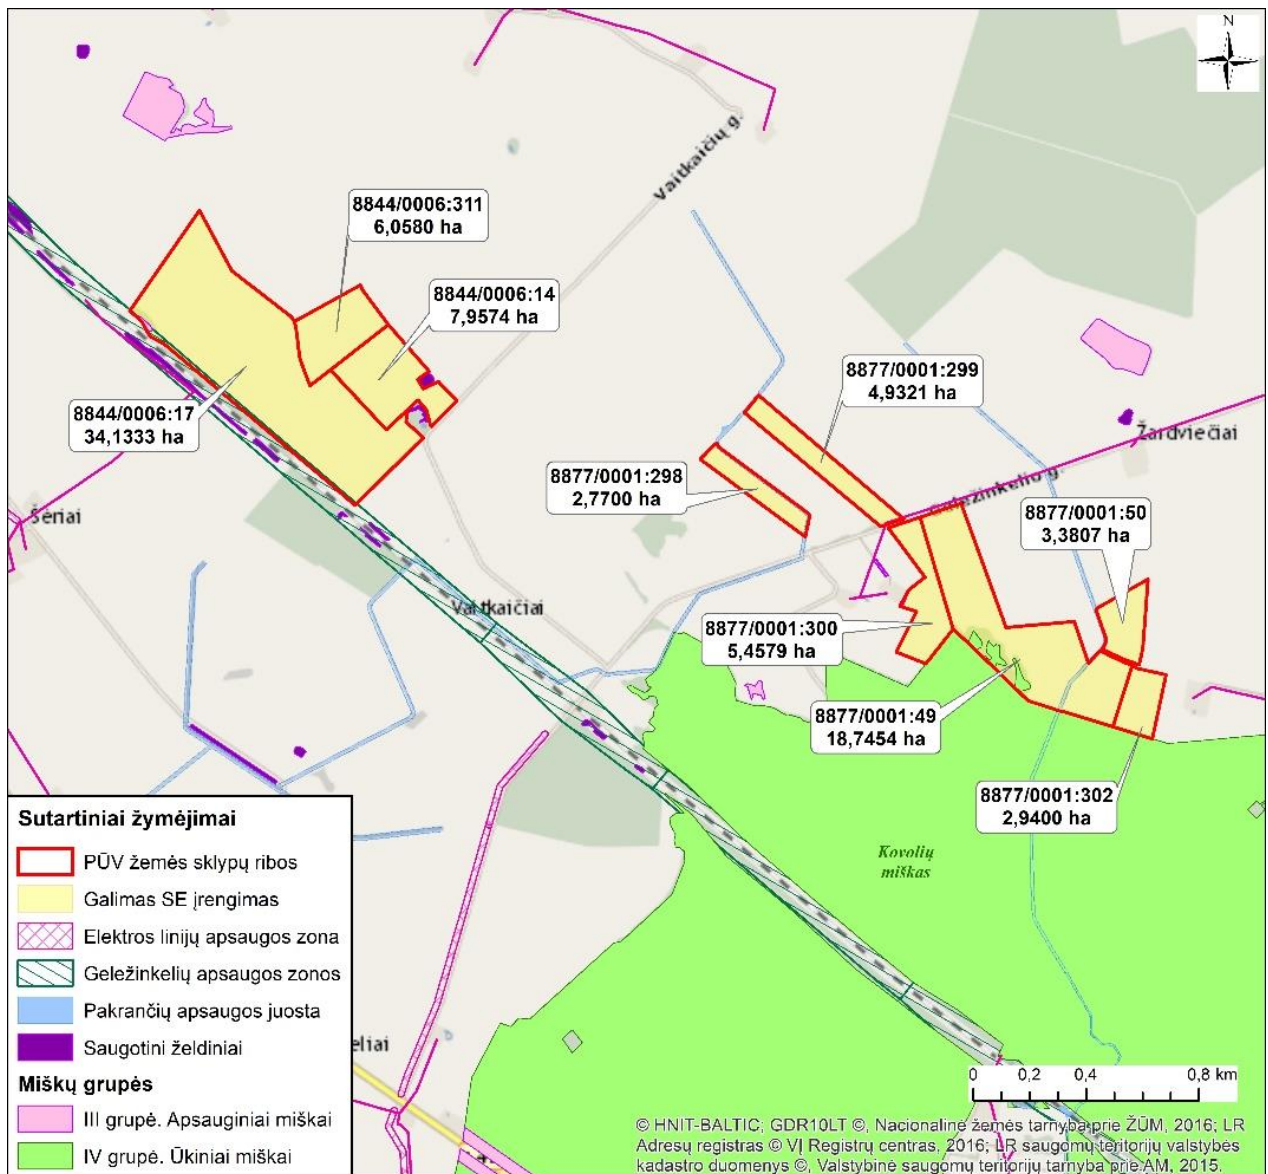 N
Vaitkaičių g.
8844/0006:311
6,0580 ha
8844/0006:14
7,9574 ha
8877/0001:299
4,9321 ha
8844/0006:17
34,1333 ha
Žardviečiai
8877/0001:298
2,7700 ha
Geležinkelio g.
8877/0001:50
3,3807 ha
Šėriai
Vaitkaičiai
8877/0001:300
5,4579 ha
8877/0001:49
18,7454 ha
8877/0001:302
2,9400 ha
Kovolių
miškas
Sutartiniai žymėjimai
PŪV žemės sklypų ribos
Galimas SE įrengimas
Elektros linijų apsaugos zona
Geležinkelių apsaugos zonos
Pakrančių apsaugos juosta
Saugotini želdiniai
Miškų grupės
III grupė. Apsauginiai miškai
IV grupė. Ūkiniai miškai
eliai
0 0,2 0,4 0,8 km
© HNIT-BALTIC; GDR10LT ©, Nacionalinė žemės tarnyba prie ŽŪM, 2016; LR
Adresų registras © VĮ Registrų centras, 2016; LR saugomų teritorijų valstybės
kadastro duomenys ©, Valstybinė saugomų teritorijų tarnyba prie AM, 2015.